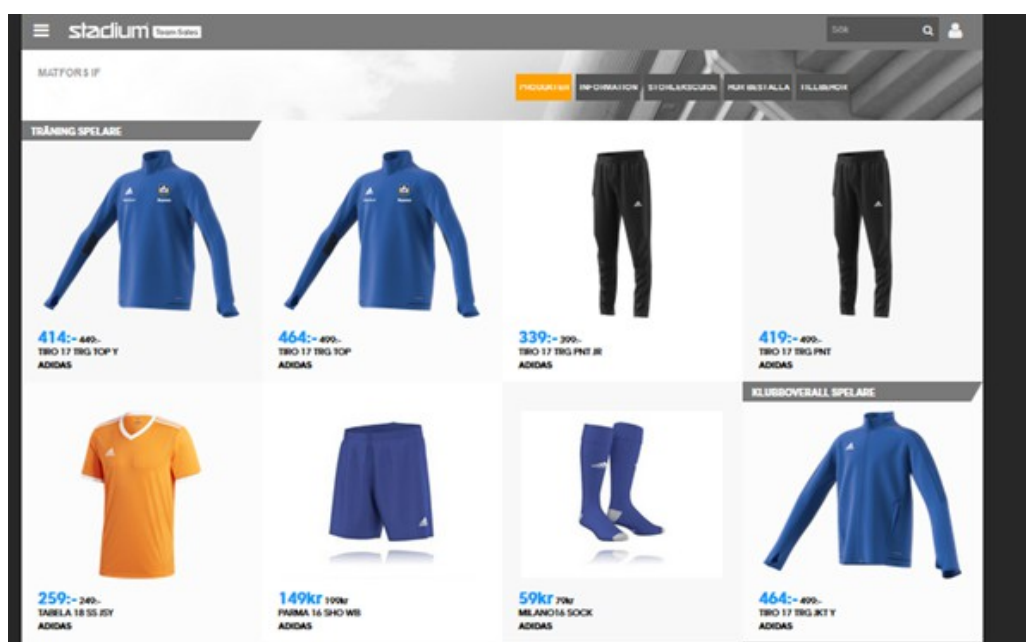 stadium Team Sales
Sök
MATFORS IF
PRODUKTER INFORMATION STORLEKSGUIDE HUR BESTÄLLA TILLBEHÖR
TRÄNING SPELARE
414:- 449:-
TIRO 17 TRG TOP Y
ADIDAS
464:- 499:-
TIRO 17 TRG TOP
ADIDAS
339:- 399:-
TIRO 17 TRG PNT JR
ADIDAS
419:- 499:-
TIRO 17 TRG PNT
ADIDAS
KLUBBOVERALL SPELARE
259:- 249:-
TABELA 18 SS JSY
ADIDAS
149kr 199kr
PARMA 16 SHO WB
ADIDAS
59kr 79kr
MILANO16 SOCK
ADIDAS
464:- 499:-
TIRO 17 TRG JKT Y
ADIDAS